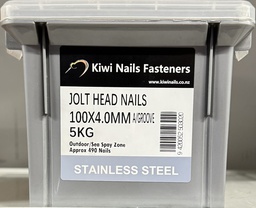 Kiwi Nails Fasteners
www.kiwinails.co.nz
JOLT HEAD NAILS
100X4.0MM A/GROOVE
5KG
Outdoor/Sea Spay Zone
Approx 490 Nails
STAINLESS STEEL